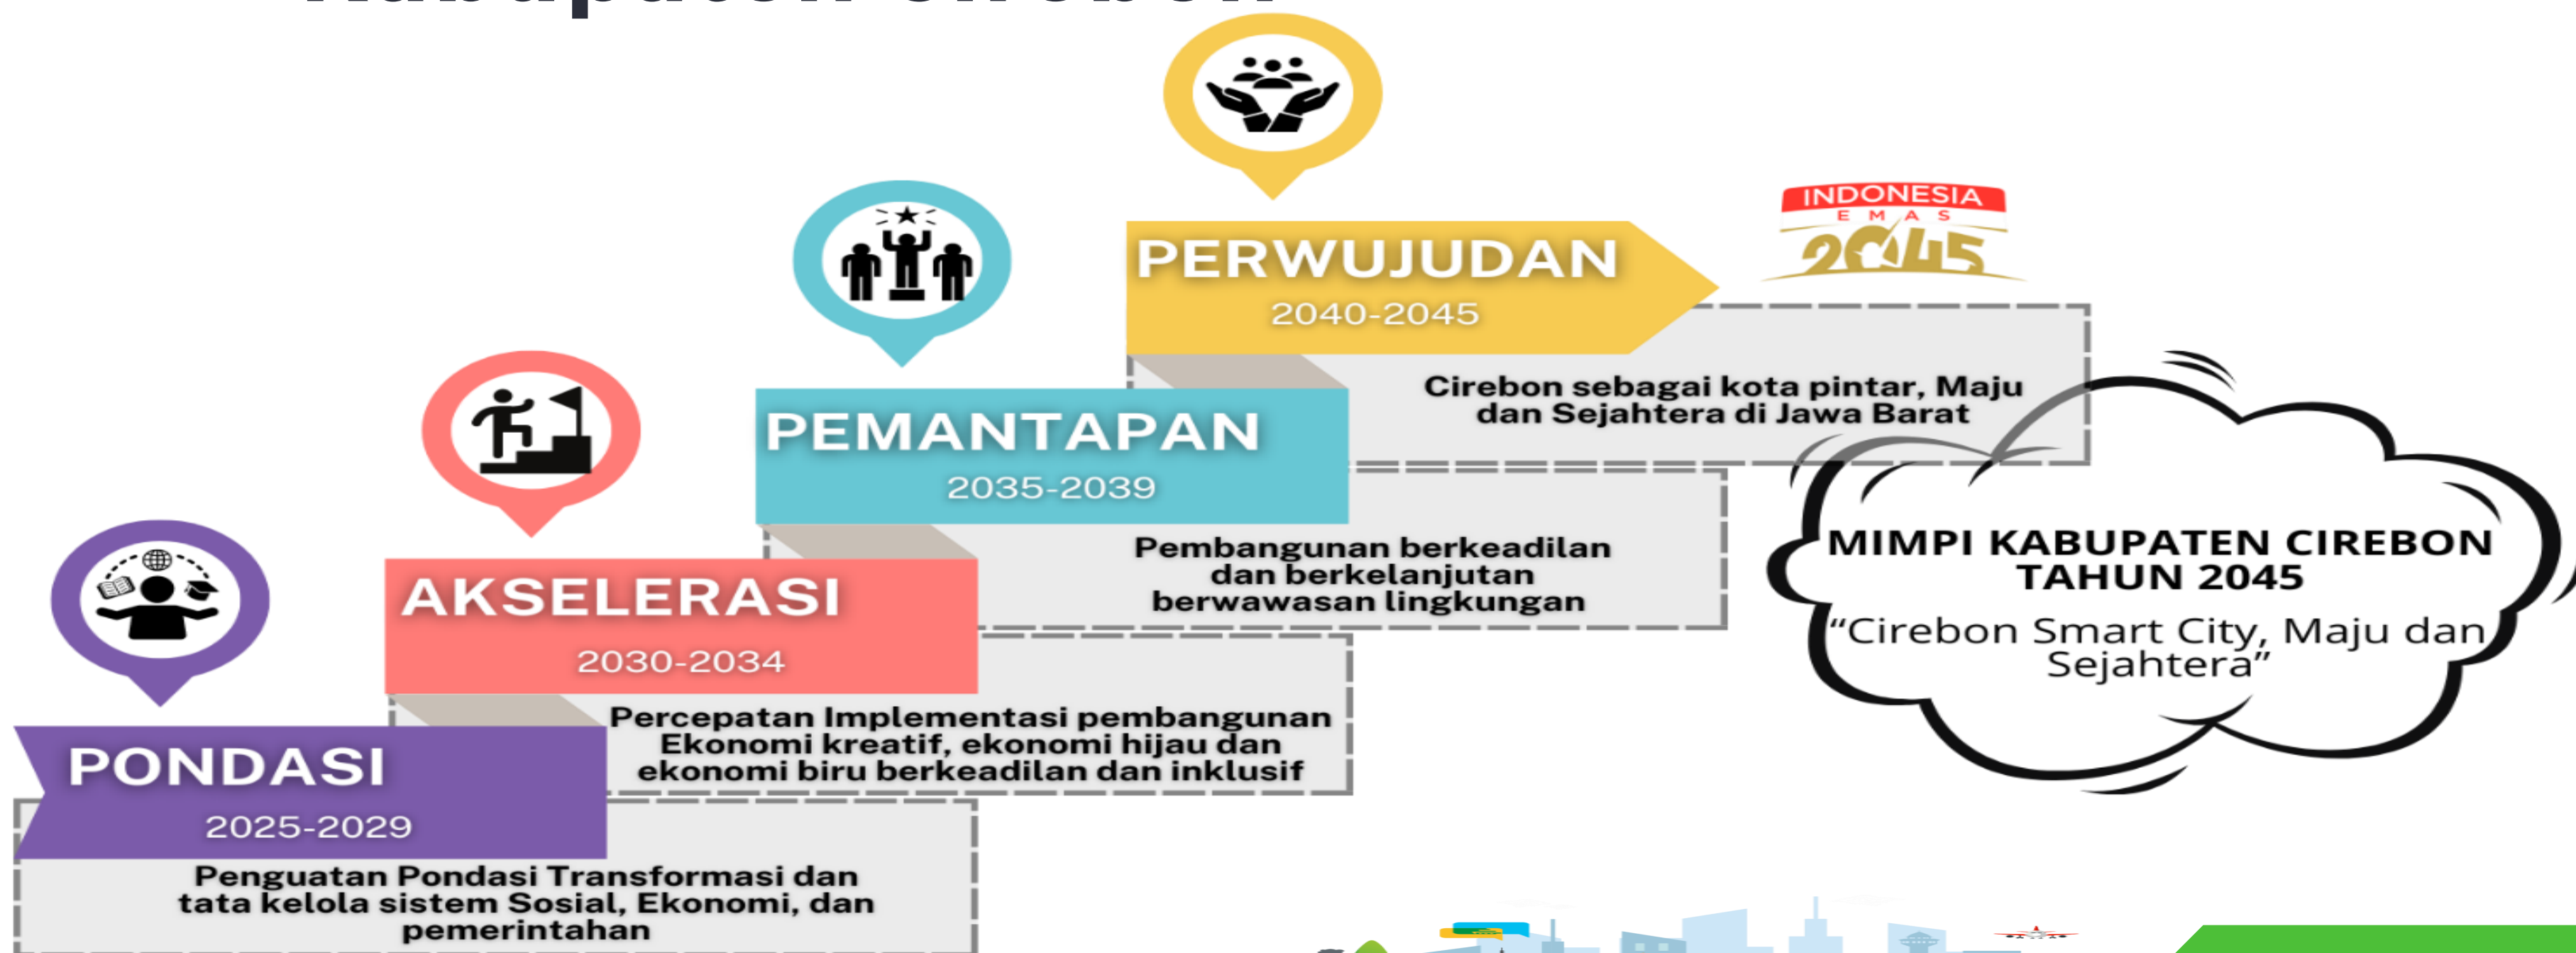 Kabupaten Cirebon
INDONESIA
EMAS
2045
PERWUJUDAN
2040-2045
Cirebon sebagai kota pintar, Maju
dan Sejahtera di Jawa Barat
PEMANTAPAN
2035-2039
Pembangunan berkeadilan
dan berkelanjutan
berwawasan lingkungan
MIMPI KABUPATEN CIREBON
TAHUN 2045
“Cirebon Smart City, Maju dan
Sejahtera”
AKSELERASI
2030-2034
Percepatan Implementasi pembangunan
Ekonomi kreatif, ekonomi hijau dan
ekonomi biru berkeadilan dan inklusif
PONDASI
2025-2029
Penguatan Pondasi Transformasi dan
tata kelola sistem Sosial, Ekonomi, dan
pemerintahan